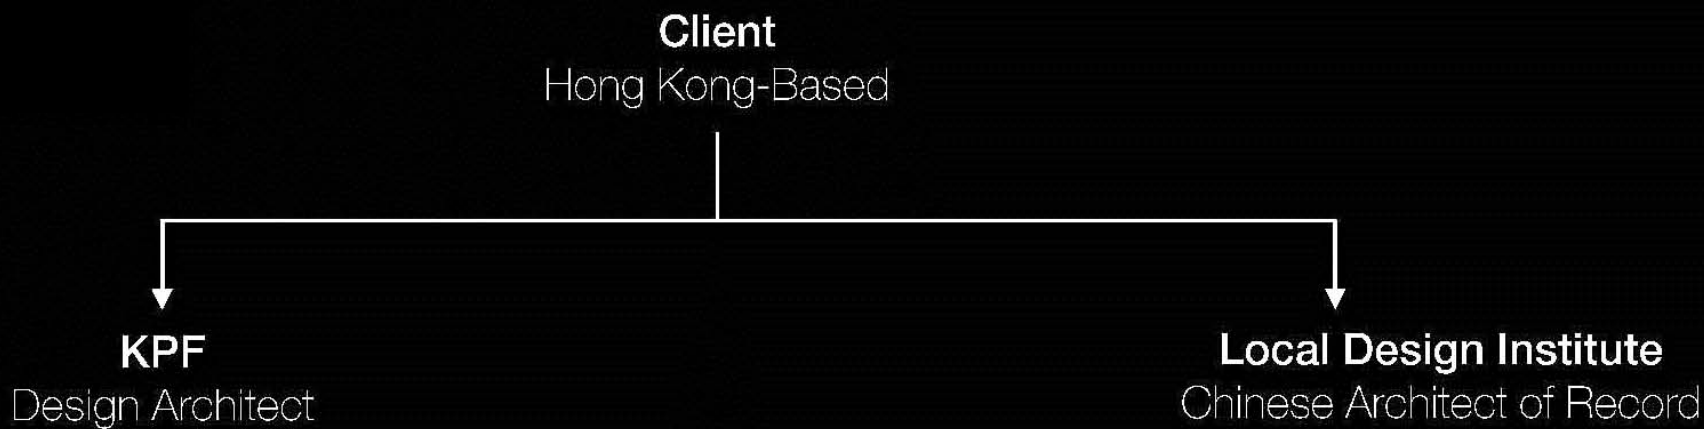 Client
Hong Kong-Based
KPF
Design Architect
Local Design Institute
Chinese Architect of Record